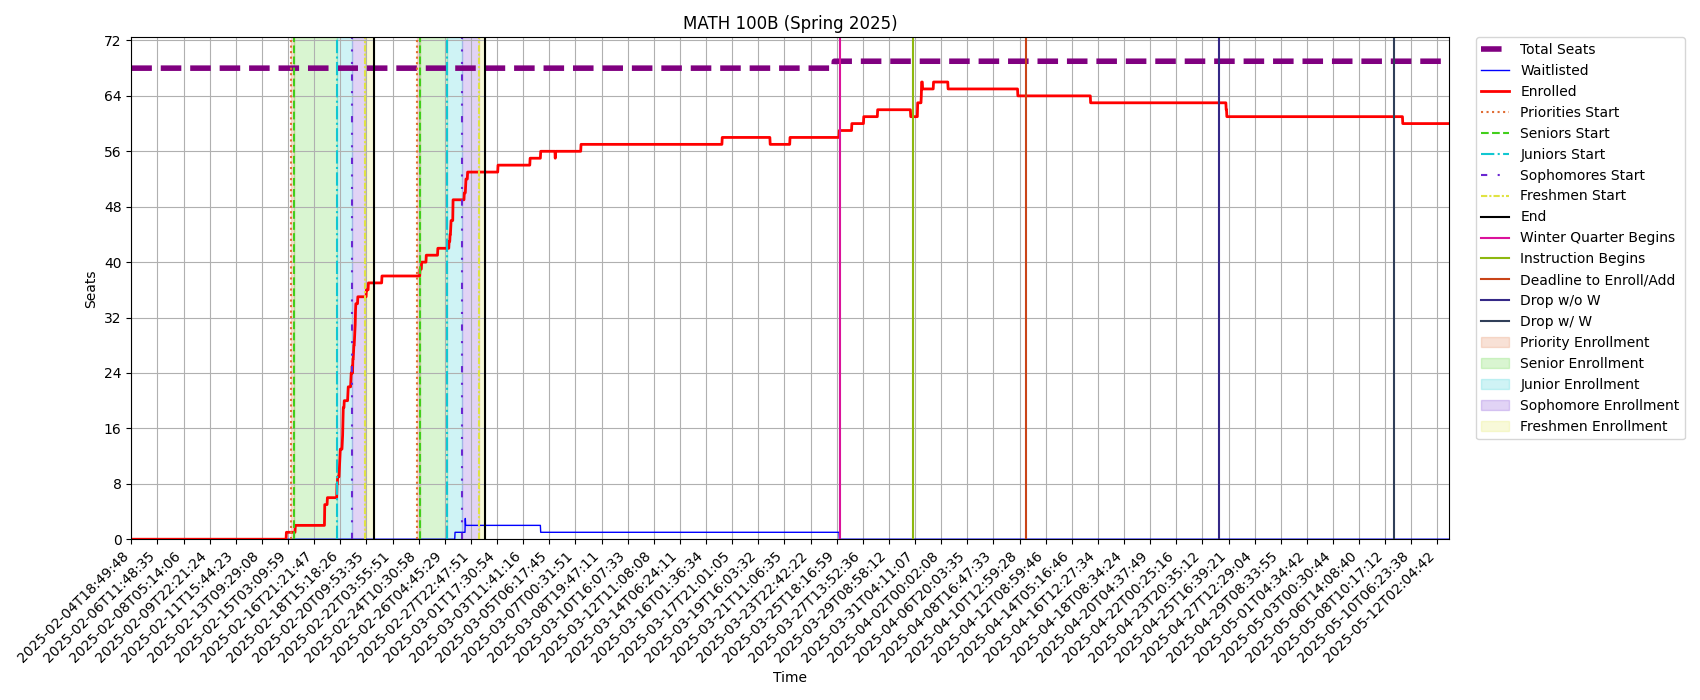 MATH 100B (Spring 2025)
72
64
56
48
40
32
24
16
8
0
Seats
2025-02-04T18:49:48
2025-02-06T11:48:35
2025-02-08T05:14:06
2025-02-09T22:21:24
2025-02-11T15:44:23
2025-02-13T09:29:08
2025-02-15T03:09:59
2025-02-16T21:21:47
2025-02-18T15:18:26
2025-02-20T09:53:35
2025-02-22T03:55:51
2025-02-24T10:30:58
2025-02-26T04:45:29
2025-02-27T22:47:51
2025-03-01T17:30:54
2025-03-03T11:41:16
2025-03-05T06:17:45
2025-03-07T00:31:51
2025-03-08T19:47:11
2025-03-10T16:07:33
2025-03-12T11:08:09
2025-03-14T06:24:11
2025-03-16T01:36:34
2025-03-17T21:01:05
2025-03-19T16:03:32
2025-03-21T11:06:35
2025-03-23T22:42:22
2025-03-25T18:16:59
2025-03-27T13:52:36
2025-03-29T08:58:12
2025-03-31T04:11:07
2025-04-02T00:02:08
2025-04-06T20:03:35
2025-04-08T16:47:33
2025-04-10T12:59:28
2025-04-12T08:59:46
2025-04-14T05:16:46
2025-04-16T12:27:34
2025-04-18T08:34:24
2025-04-20T04:37:49
2025-04-22T00:25:16
2025-04-23T20:35:12
2025-04-25T16:39:21
2025-04-27T12:29:04
2025-04-29T08:33:55
2025-05-01T04:34:42
2025-05-03T00:30:44
2025-05-06T14:08:40
2025-05-08T10:17:12
2025-05-10T06:23:38
2025-05-12T02:04:42
Time
Total Seats
Waitlisted
Enrolled
Priorities Start
Seniors Start
Juniors Start
Sophomores Start
Freshmen Start
End
Winter Quarter Begins
Instruction Begins
Deadline to Enroll/Add
Drop w/o W
Drop w/ W
Priority Enrollment
Senior Enrollment
Junior Enrollment
Sophomore Enrollment
Freshmen Enrollment